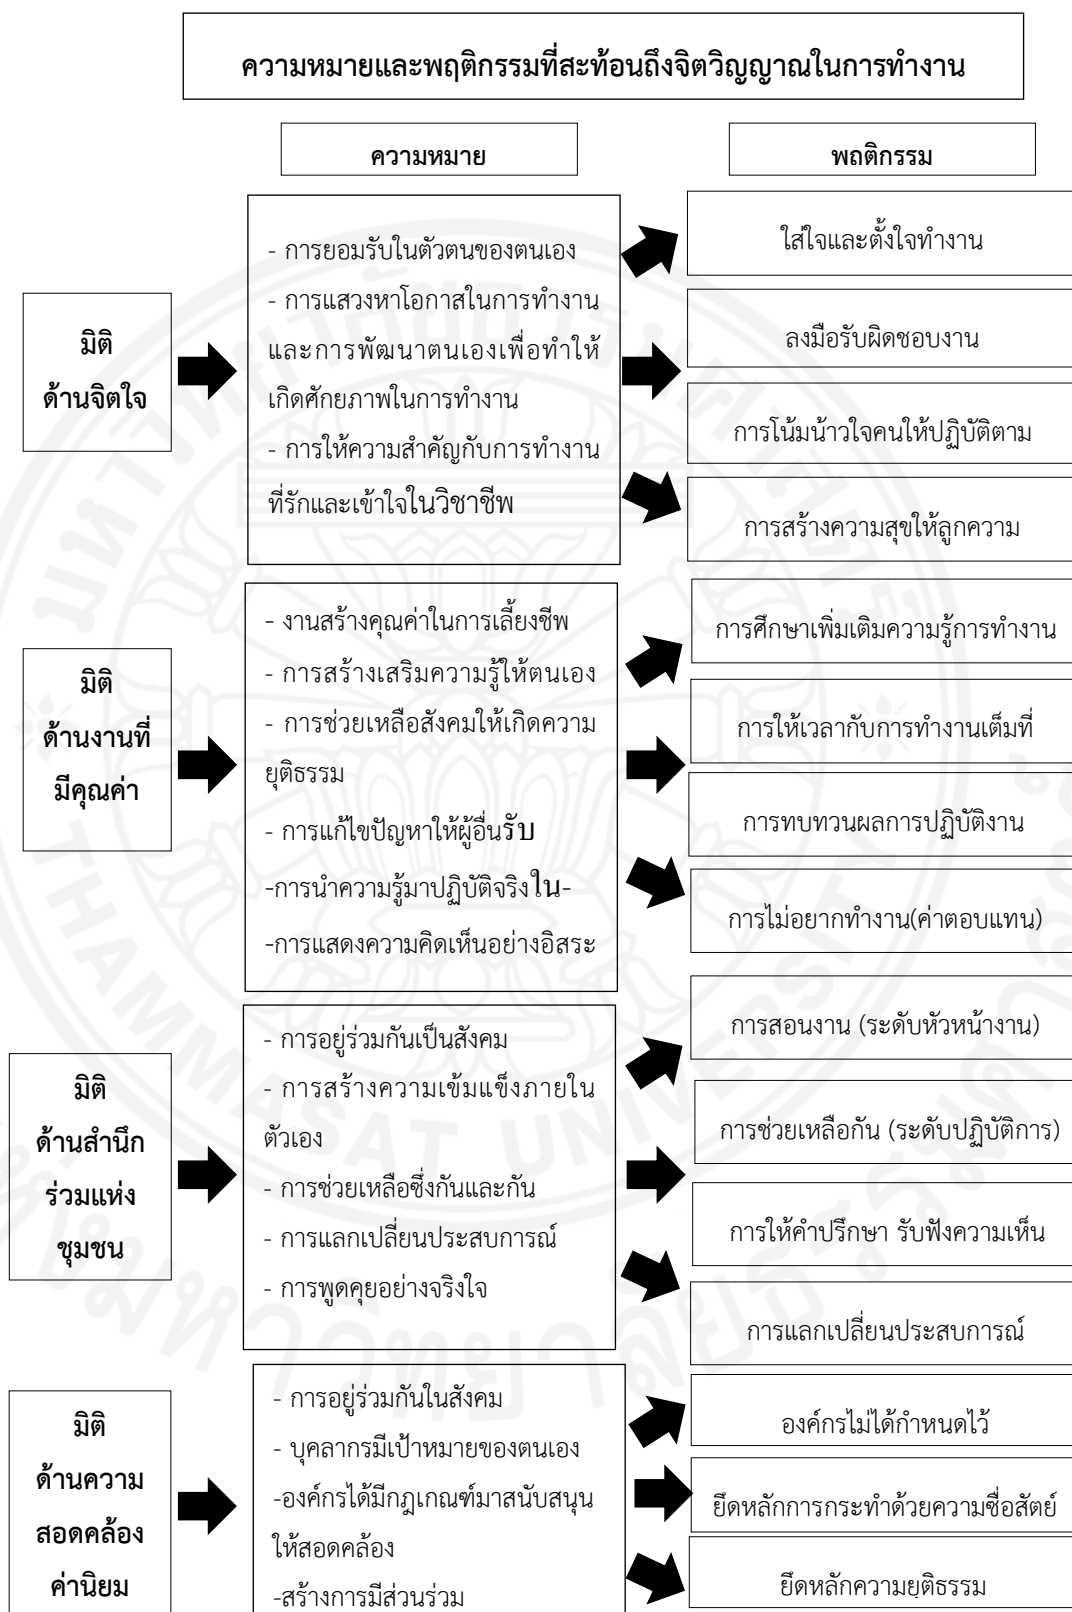 ความหมายและพฤติกรรมที่สะท้อนถึงจิตวิญญาณในการทำงาน
ความหมาย
พฤติกรรม
มิติ
ด้านจิตใจ
- การยอมรับในตัวตนของตนเอง
- การแสวงหาโอกาสในการทำงาน
และการพัฒนาตนเองเพื่อทำให้
เกิดศักยภาพในการทำงาน
- การให้ความสำคัญกับการทำงาน
ที่รักและเข้าใจในวิชาชีพ
ใส่ใจและตั้งใจทำงาน
ลงมือรับผิดชอบงาน
การโน้มน้าวใจคนให้ปฏิบัติตาม
การสร้างความสุขให้ลูกความ
มิติ
ด้านงานที่
มีคุณค่า
- งานสร้างคุณค่าในการเลี้ยงชีพ
- การสร้างเสริมความรู้ให้ตนเอง
- การช่วยเหลือสังคมให้เกิดความ
ยุติธรรม
- การแก้ไขปัญหาให้ผู้อื่นรับ
-การนำความรู้มาปฏิบัติจริงใน-
-การแสดงความคิดเห็นอย่างอิสระ
การศึกษาเพิ่มเติมความรู้การทำงาน
การให้เวลากับการทำงานเต็มที่
การทบทวนผลการปฏิบัติงาน
การไม่อยากทำงาน(ค่าตอบแทน)
มิติ
ด้านสำนึก
ร่วมแห่ง
ชุมชน
- การอยู่ร่วมกันเป็นสังคม
- การสร้างความเข้มแข็งภายใน
ตัวเอง
- การช่วยเหลือซึ่งกันและกัน
- การแลกเปลี่ยนประสบการณ์
- การพูดคุยอย่างจริงใจ
การสอนงาน (ระดับหัวหน้างาน)
การช่วยเหลือกัน (ระดับปฏิบัติการ)
การให้คำปรึกษา รับฟังความเห็น
การแลกเปลี่ยนประสบการณ์
มิติ
ด้านความ
สอดคล้อง
ค่านิยม
- การอยู่ร่วมกันในสังคม
- บุคลากรมีเป้าหมายของตนเอง
-องค์กรได้มีกฎเกณฑ์มาสนับสนุน
ให้สอดคล้อง
-สร้างการมีส่วนร่วม
องค์กรไม่ได้กำหนดไว้
ยึดหลักการกระทำด้วยความซื่อสัตย์
ยึดหลักความยุติธรรม
THAMMASAT UNIVERSITY